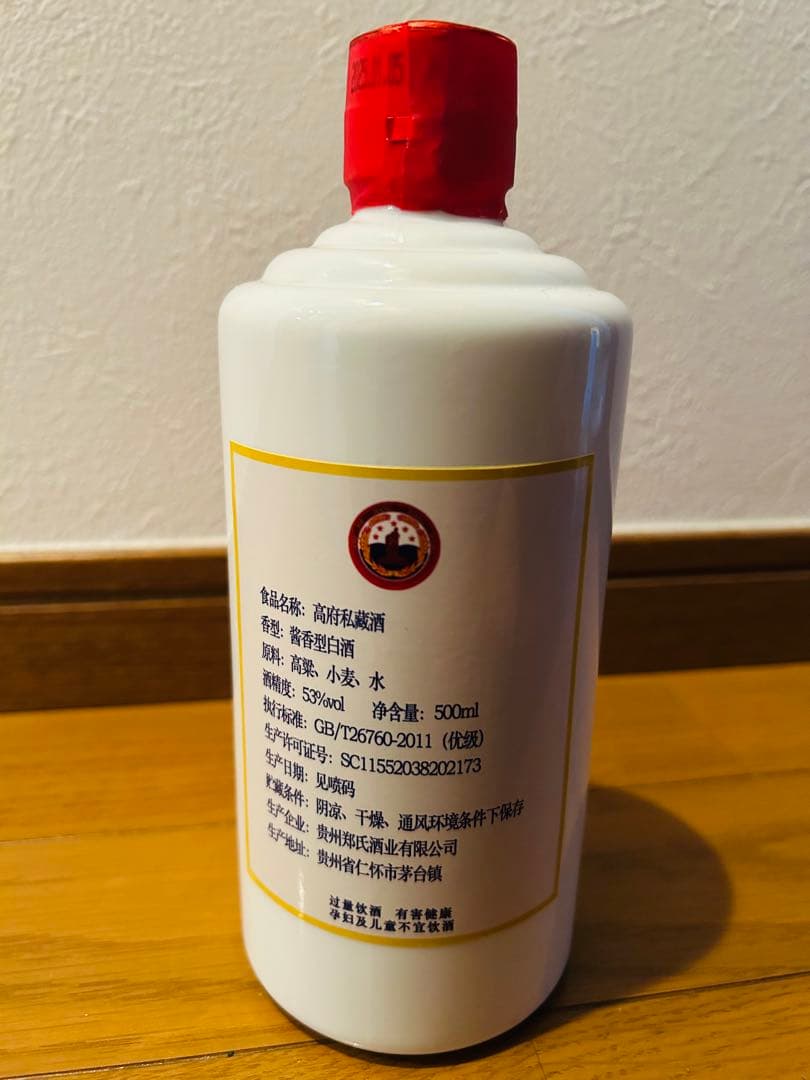 食品名称：高府私藏酒
香型：酱香型白酒
原料：高粱、小麦、水
酒精度：53%vol 净含量：500ml
执行标准：GB/T26760-2011（优级）
生产许可证号：SC11552038202173
生产日期：见喷码
贮藏条件：阴凉、干燥、通风环境条件下保存
生产企业：贵州郑氏酒业有限公司
生产地址：贵州省仁怀市茅台镇
过量饮酒 有害健康
孕妇及儿童不宜饮酒